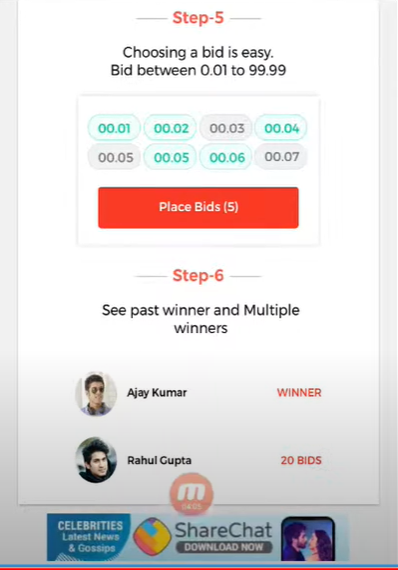 Step-5
Choosing a bid is easy.
Bid between 0.01 to 99.99
00.01 00.02 00.03 00.04
00.05 00.05 00.06 00.07
Place Bids (5)
Step-6
See past winner and Multiple
winners
Ajay Kumar WINNER
Rahul Gupta 20 BIDS
CELEBRITIES
Latest News
& Gossips
ShareChat
DOWNLOAD NOW